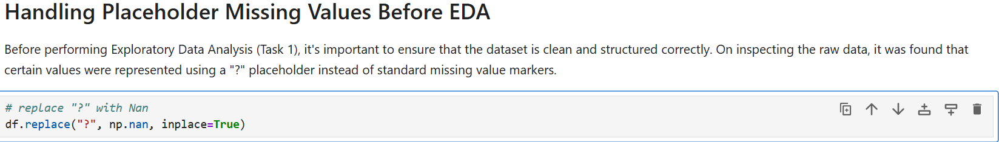 Handling Placeholder Missing Values Before EDA
Before performing Exploratory Data Analysis (Task 1), it's important to ensure that the dataset is clean and structured correctly. On inspecting the raw data, it was found that
certain values were represented using a "?" placeholder instead of standard missing value markers.
# replace "?" with Nan
df.replace("?", np.nan, inplace=True)